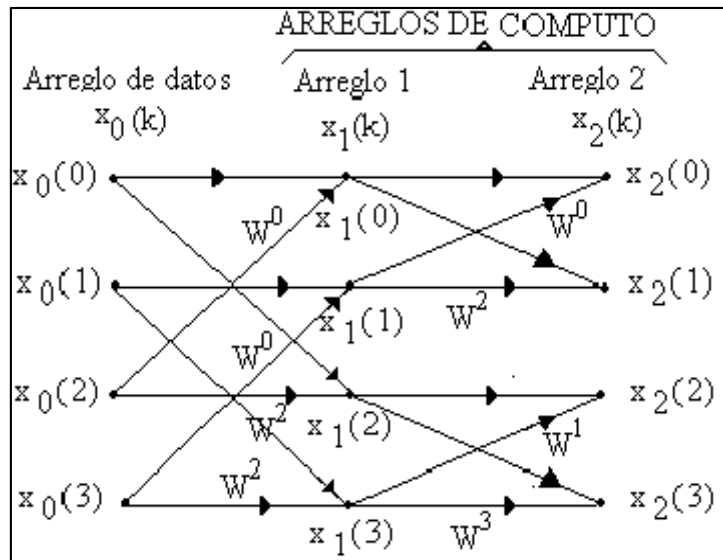 ARREGLOS DE COMPUTO
Arreglo de datos Arreglo 1 Arreglo 2
x₀(k) x₁(k) x₂(k)
x₀(0) x₂(0)
W⁰ x₁(0) W⁰
x₀(1) x₂(1)
W⁰ x₁(1) W²
x₀(2) x₂(2)
W² x₁(2) W¹
x₀(3) W² x₂(3)
x₁(3) W³